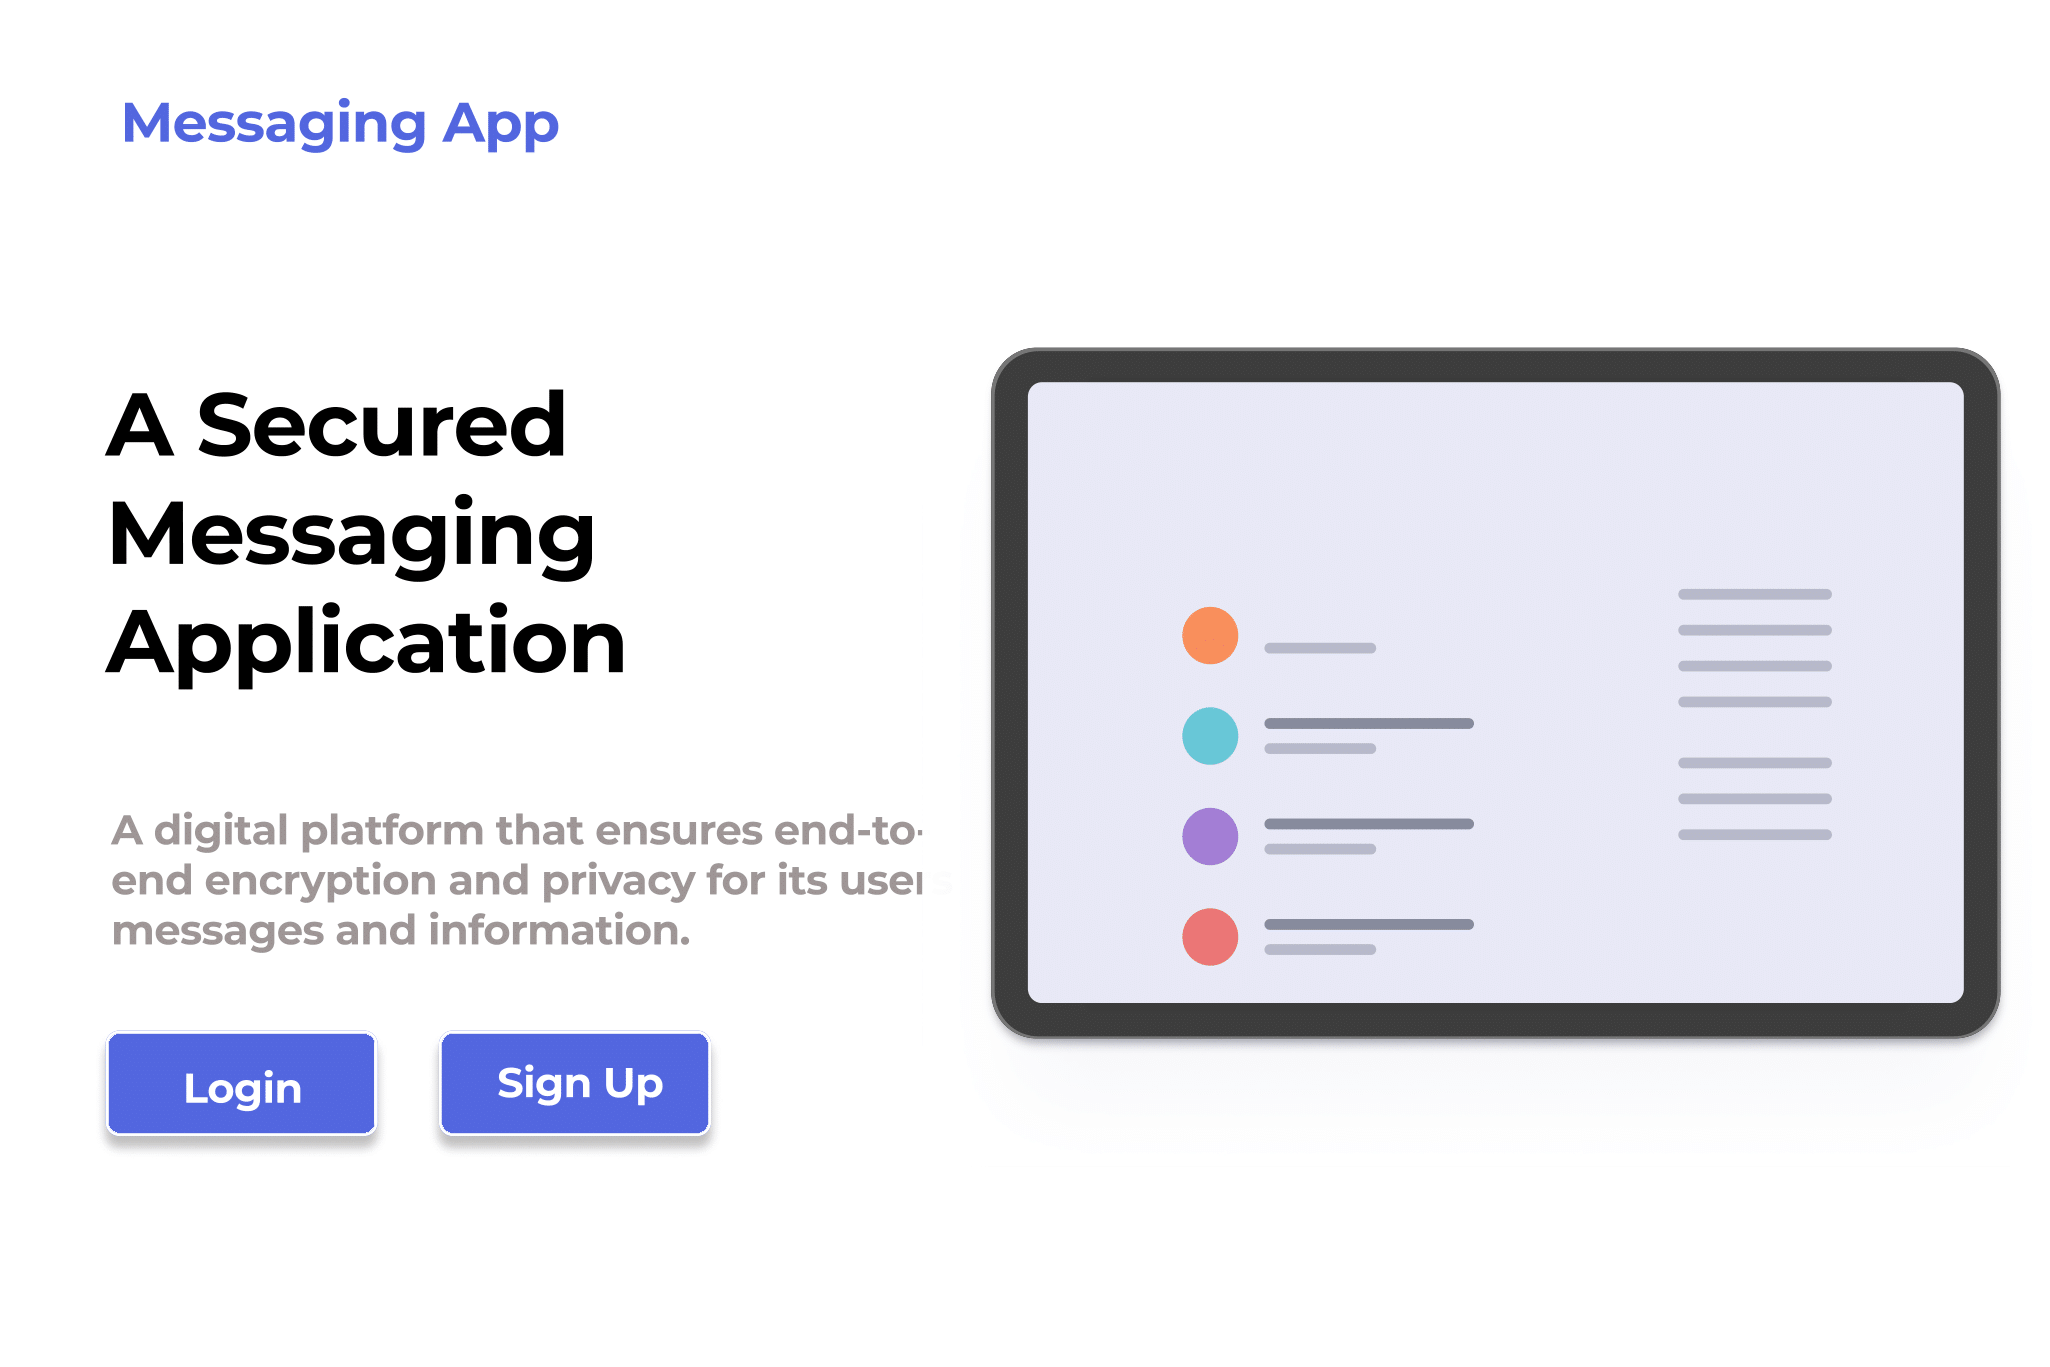 Messaging App
A Secured
Messaging
Application
A digital platform that ensures end-to-
end encryption and privacy for its users
messages and information.
Login
Sign Up